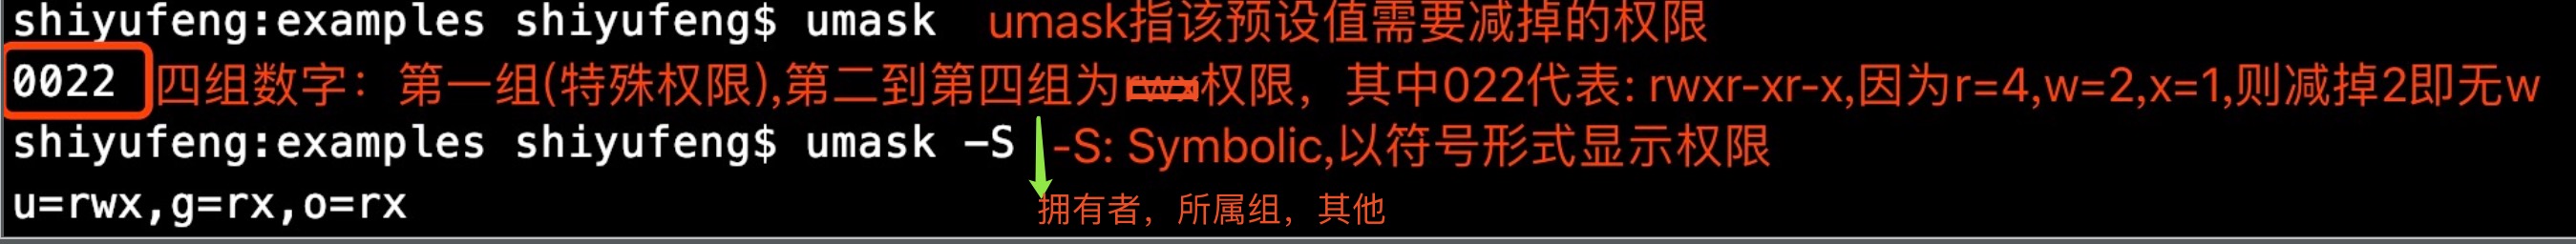 shiyufeng:examples shiyufeng$ umask umask指该预设值需要减掉的权限
0022 四组数字：第一组(特殊权限),第二到第四组为rwx权限，其中022代表: rwxr-xr-x,因为r=4,w=2,x=1,则减掉2即无w
shiyufeng:examples shiyufeng$ umask -S -S: Symbolic,以符号形式显示权限
u=rwx,g=rx,o=rx 拥有者，所属组，其他